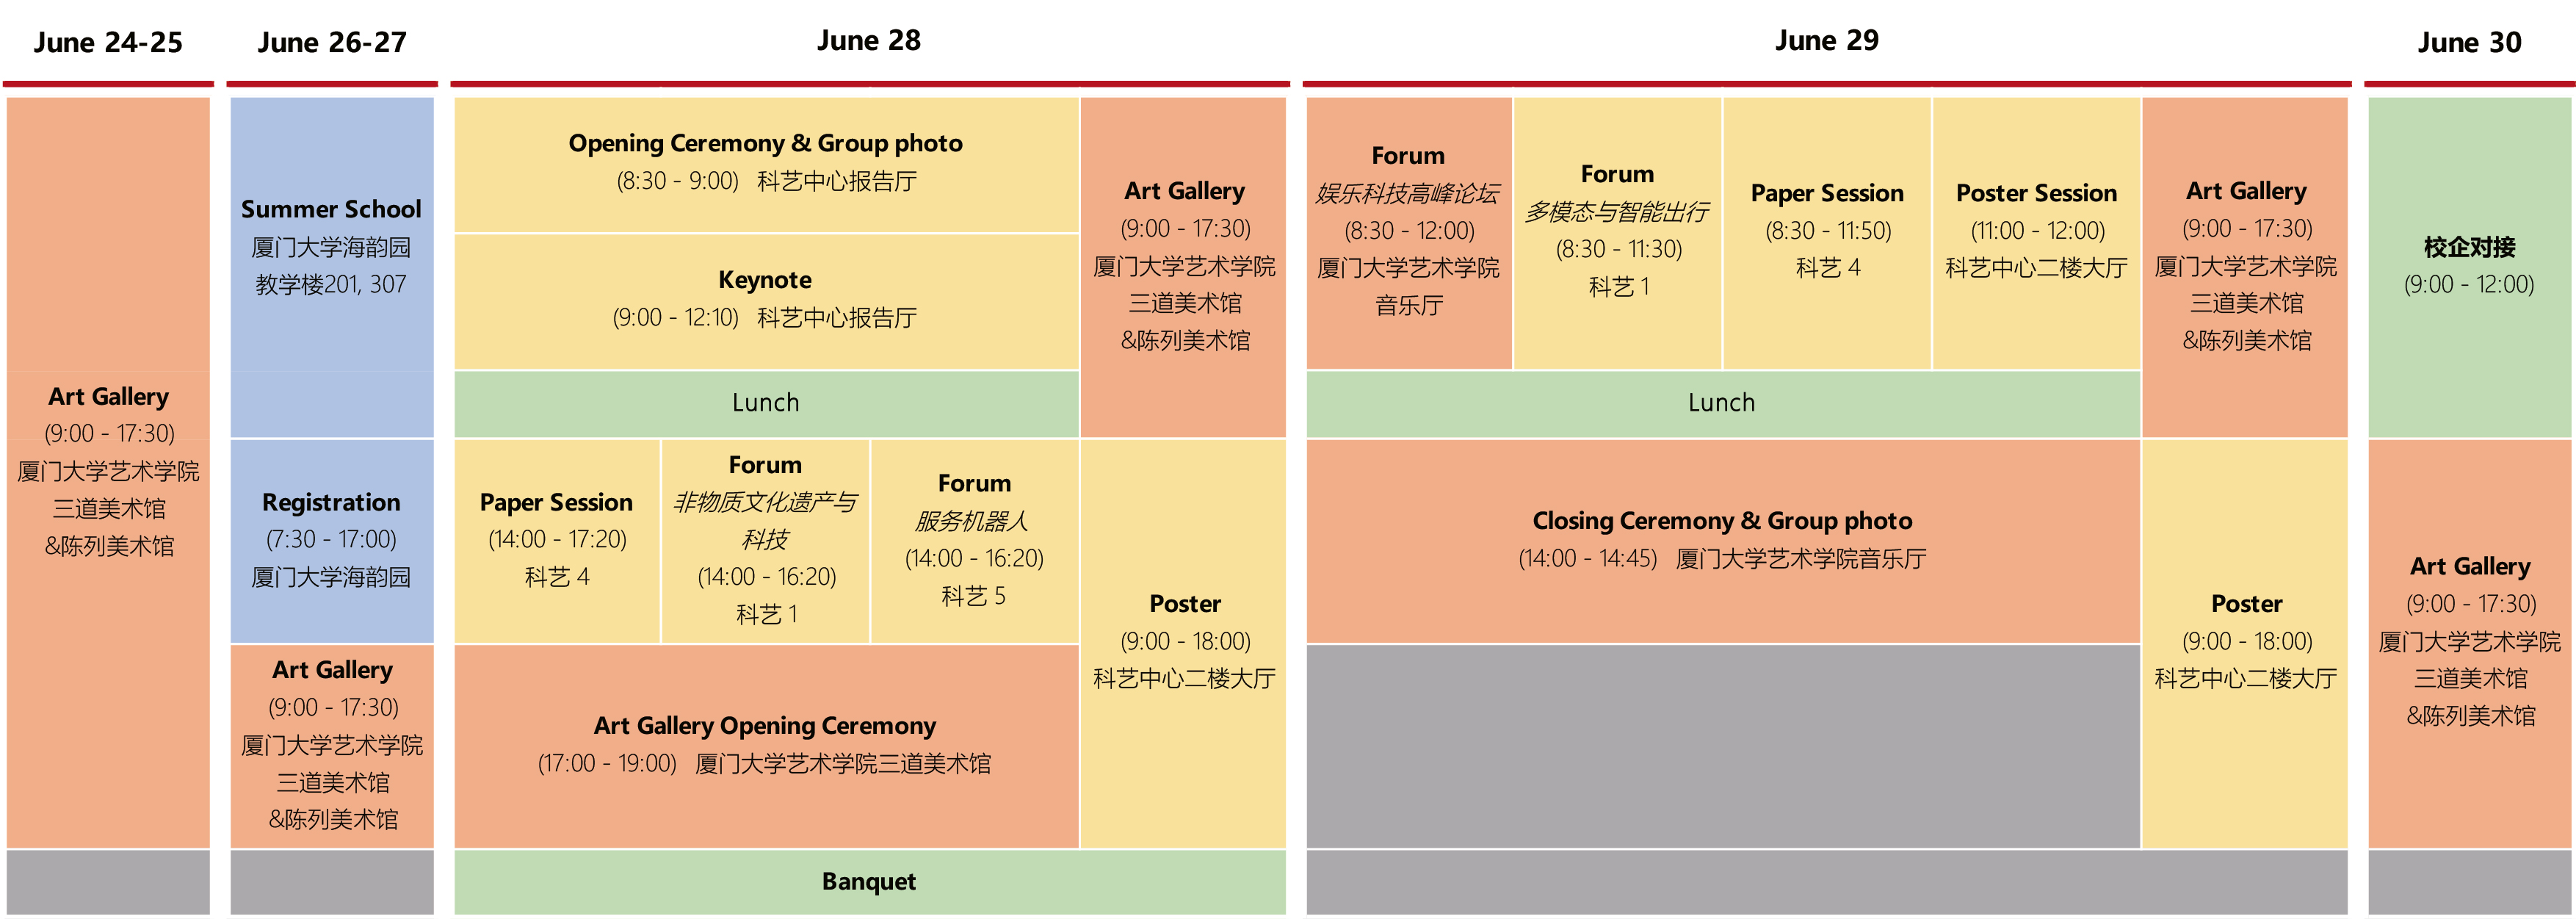 June 24-25
Art Gallery
(9:00 - 17:30)
厦门大学艺术学院
三道美术馆
&陈列美术馆
June 26-27
Summer School
厦门大学海韵园
教学楼201, 307
Registration
(7:30 - 17:00)
厦门大学海韵园
Art Gallery
(9:00 - 17:30)
厦门大学艺术学院
三道美术馆
&陈列美术馆
June 28
Opening Ceremony & Group photo
(8:30 - 9:00) 科艺中心报告厅
Keynote
(9:00 - 12:10) 科艺中心报告厅
Lunch
Art Gallery
(9:00 - 17:30)
厦门大学艺术学院
三道美术馆
&陈列美术馆
Paper Session
(14:00 - 17:20)
科艺 4
Forum
非物质文化遗产与
科技
(14:00 - 16:20)
科艺 1
Forum
服务机器人
(14:00 - 16:20)
科艺 5
Poster
(9:00 - 18:00)
科艺中心二楼大厅
Art Gallery Opening Ceremony
(17:00 - 19:00) 厦门大学艺术学院三道美术馆
Banquet
June 29
Forum
娱乐科技高峰论坛
(8:30 - 12:00)
厦门大学艺术学院
音乐厅
Forum
多模态与智能出行
(8:30 - 11:30)
科艺 1
Paper Session
(8:30 - 11:50)
科艺 4
Poster Session
(11:00 - 12:00)
科艺中心二楼大厅
Art Gallery
(9:00 - 17:30)
厦门大学艺术学院
三道美术馆
&陈列美术馆
Lunch
Closing Ceremony & Group photo
(14:00 - 14:45) 厦门大学艺术学院音乐厅
Poster
(9:00 - 18:00)
科艺中心二楼大厅
June 30
校企对接
(9:00 - 12:00)
Art Gallery
(9:00 - 17:30)
厦门大学艺术学院
三道美术馆
&陈列美术馆